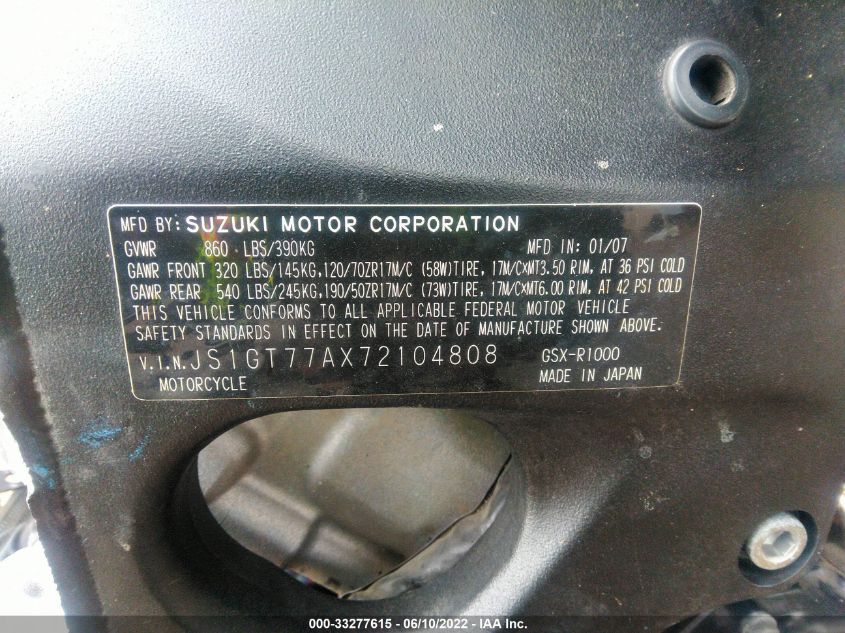 MFD BY: SUZUKI MOTOR CORPORATION
GVWR 860 LBS/390KG MFD IN: 01/07
GAWR FRONT 320 LBS/145KG, 120/70ZR17M/C (58W)TIRE, 17M/C×MT3.50 RIM, AT 36 PSI COLD
GAWR REAR 540 LBS/245KG, 190/50ZR17M/C (73W)TIRE, 17M/C×MT6.00 RIM, AT 42 PSI COLD
THIS VEHICLE CONFORMS TO ALL APPLICABLE FEDERAL MOTOR VEHICLE
SAFETY STANDARDS IN EFFECT ON THE DATE OF MANUFACTURE SHOWN ABOVE.
V.I.N. JS1GT77AX72104808 GSX-R1000
MOTORCYCLE MADE IN JAPAN
000-33277615 - 06/10/2022 - IAA Inc.